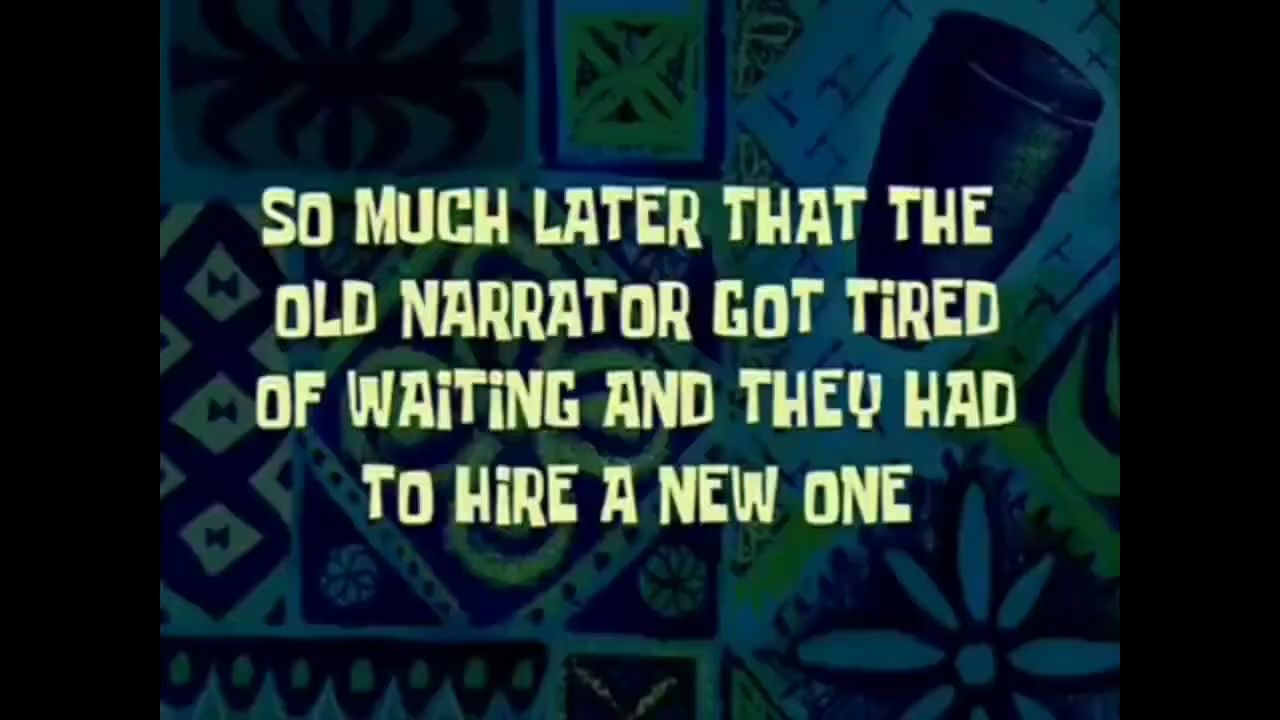 SO MUCH LATER THAT THE
OLD NARRATOR GOT TiRED
OF WAiTiNG AND THEY HAD
TO HiRE A NEW ONE